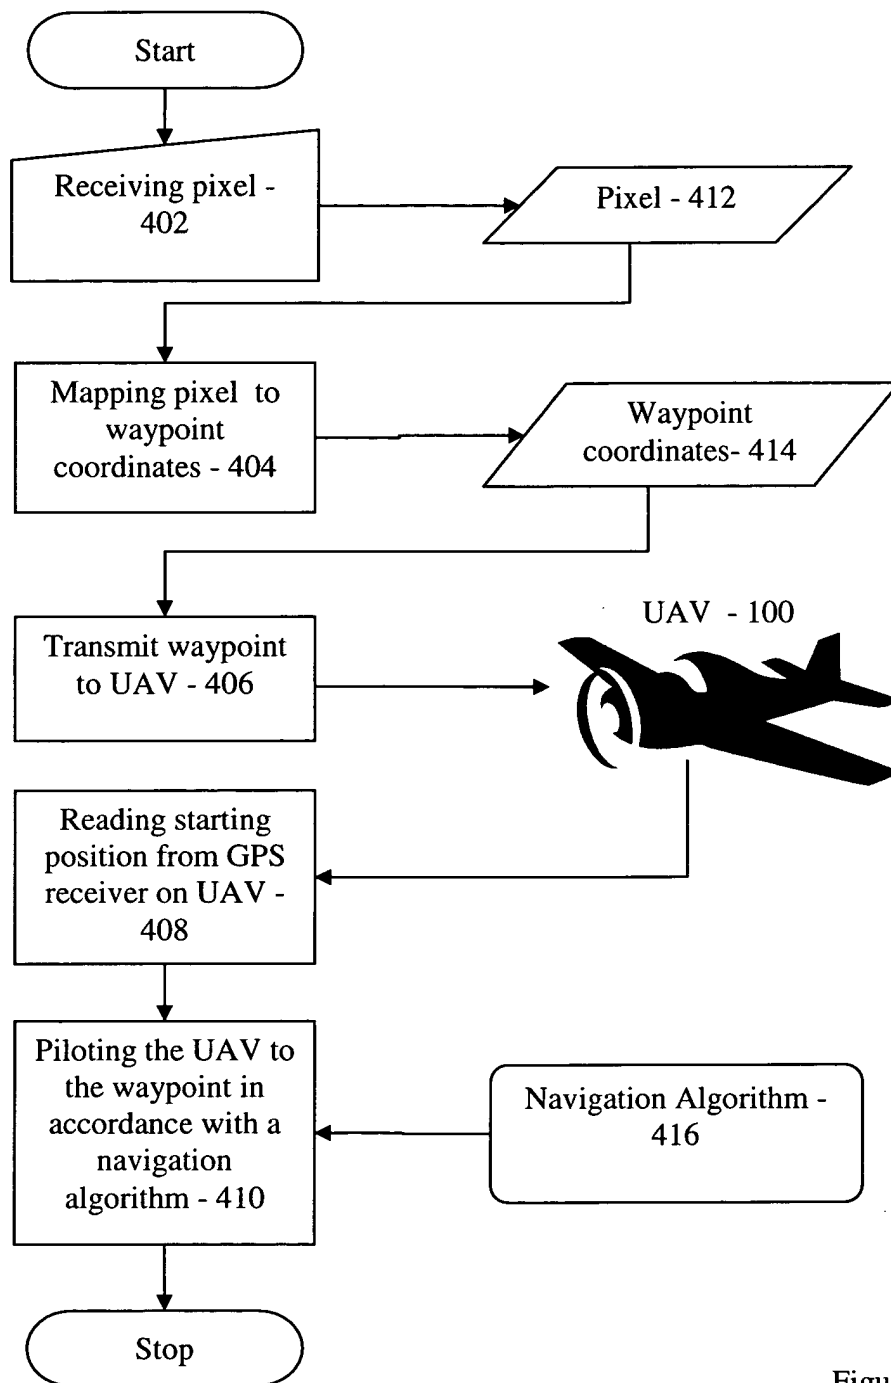 Start
Receiving pixel -
402
Pixel - 412
Mapping pixel to
waypoint
coordinates - 404
Waypoint
coordinates- 414
Transmit waypoint
to UAV - 406
UAV - 100
Reading starting
position from GPS
receiver on UAV -
408
Piloting the UAV to
the waypoint in
accordance with a
navigation
algorithm - 410
Navigation Algorithm -
416
Stop